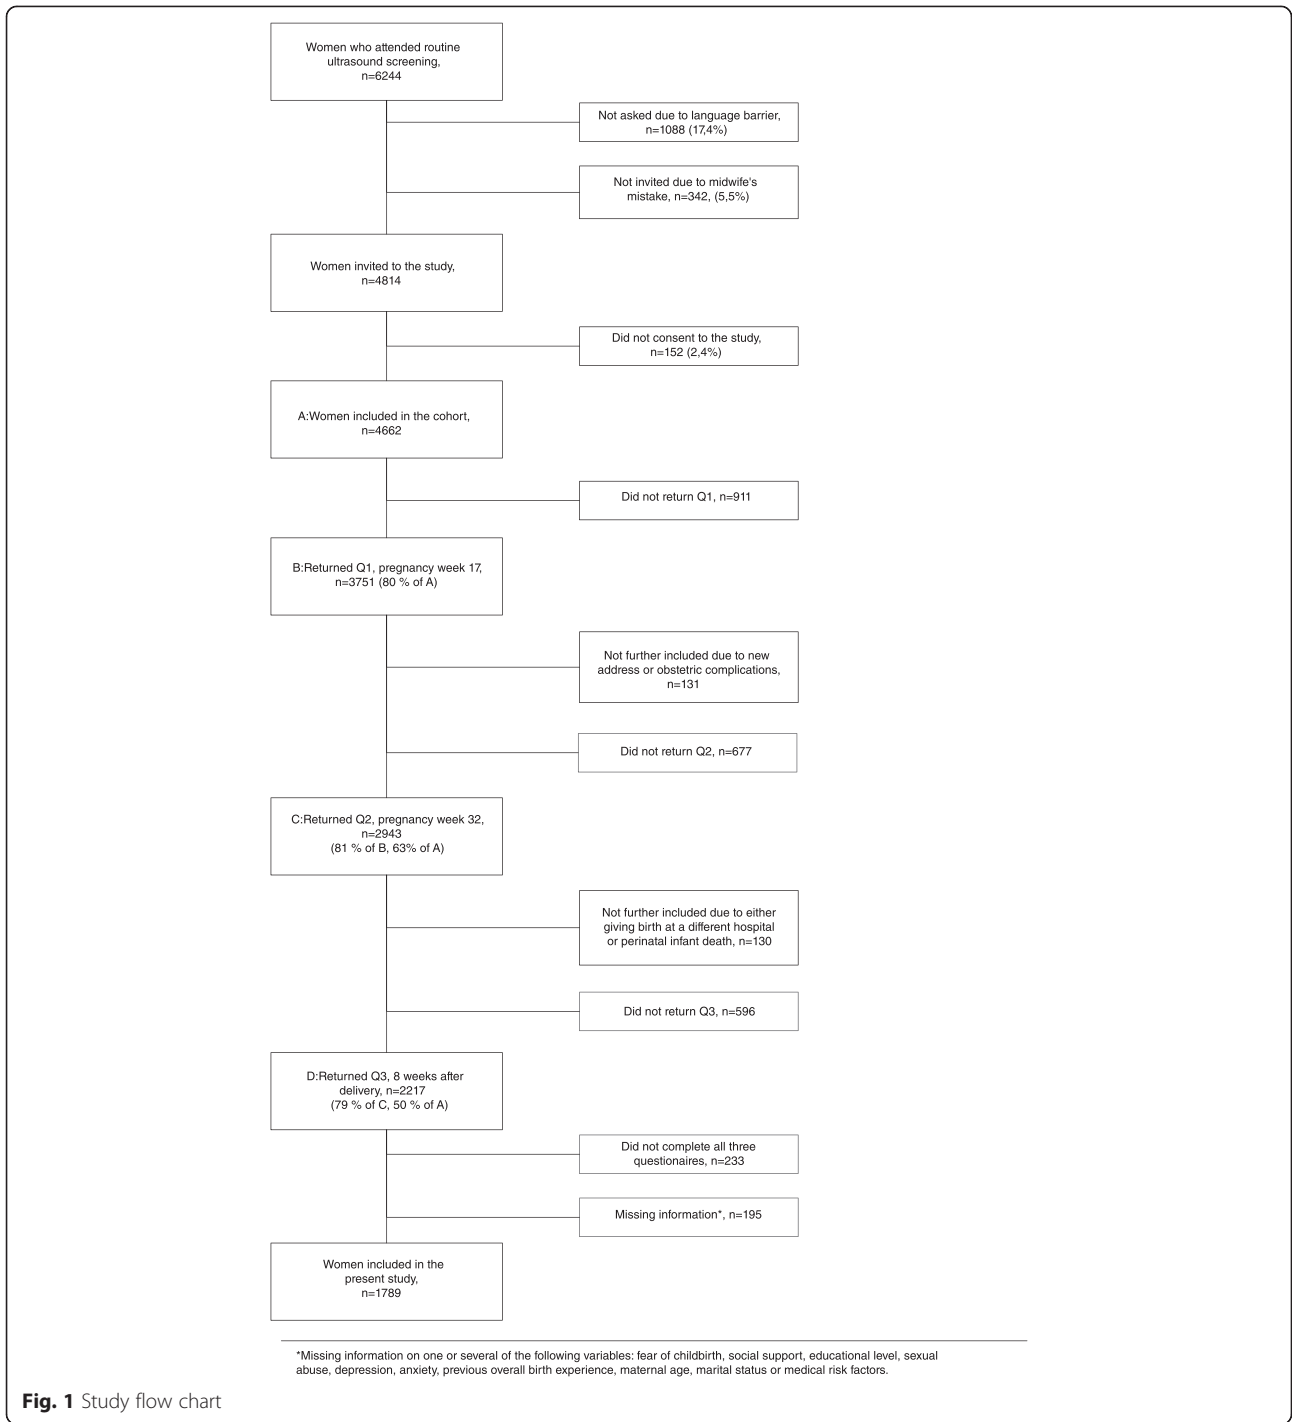 Women who attended routine
ultrasound screening,
n=6244
Not asked due to language barrier,
n=1088 (17,4%)
Not invited due to midwife's
mistake, n=342, (5,5%)
Women invited to the study,
n=4814
Did not consent to the study,
n=152 (2,4%)
A:Women included in the cohort,
n=4662
Did not return Q1, n=911
B:Returned Q1, pregnancy week 17,
n=3751 (80 % of A)
Not further included due to new
address or obstetric complications,
n=131
Did not return Q2, n=677
C:Returned Q2, pregnancy week 32,
n=2943
(81 % of B, 63% of A)
Not further included due to either
giving birth at a different hospital
or perinatal infant death, n=130
Did not return Q3, n=596
D:Returned Q3, 8 weeks after
delivery, n=2217
(79 % of C, 50 % of A)
Did not complete all three
questionaires, n=233
Missing information*, n=195
Women included in the
present study,
n=1789
*Missing information on one or several of the following variables: fear of childbirth, social support, educational level, sexual
abuse, depression, anxiety, previous overall birth experience, maternal age, marital status or medical risk factors.
Fig. 1 Study flow chart